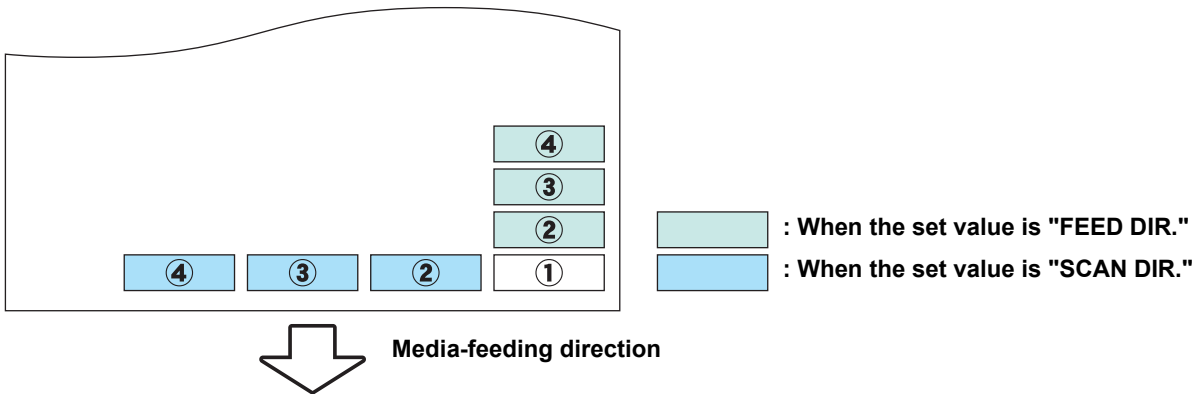 ④
③
②
④ ③ ② ①
: When the set value is "FEED DIR."
: When the set value is "SCAN DIR."
Media-feeding direction